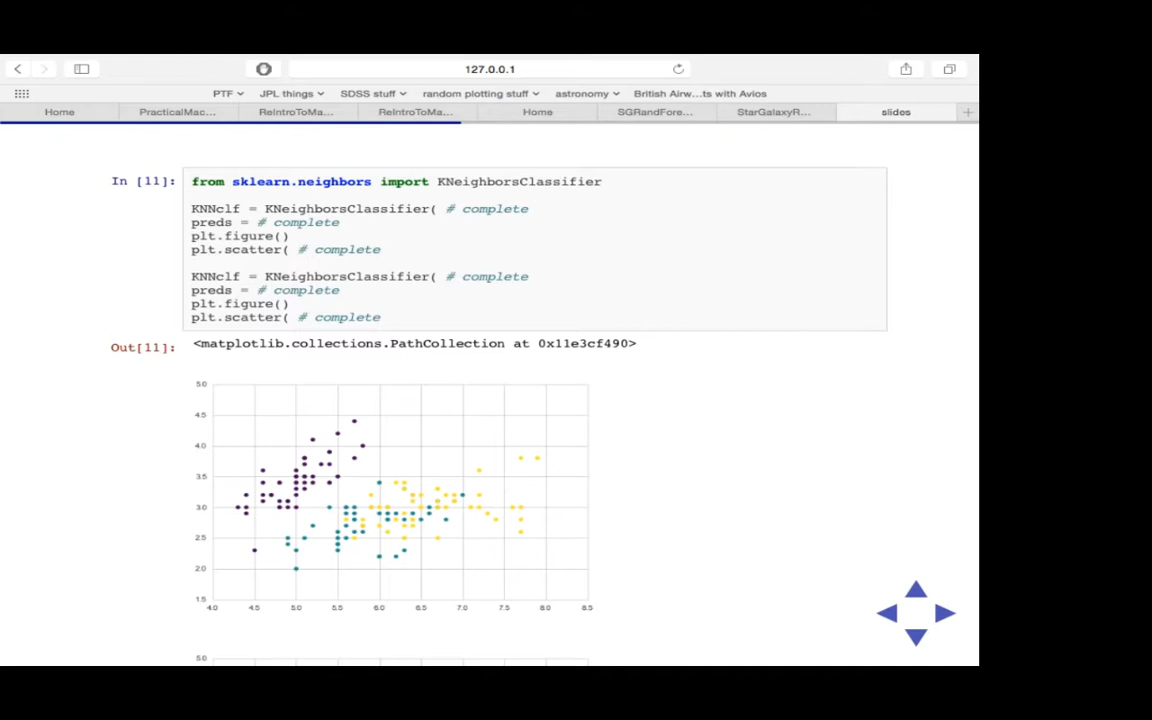 127.0.0.1
PTF JPL things SDSS stuff random plotting stuff astronomy British Airw...ts with Avios
Home PracticalMac... ReIntroToMa... ReIntroToMa... Home SGRandFore... StarGalaxyR... slides
In [11]: from sklearn.neighbors import KNeighborsClassifier
KNNclf = KNeighborsClassifier( # complete
preds = # complete
plt.figure()
plt.scatter( # complete
KNNclf = KNeighborsClassifier( # complete
preds = # complete
plt.figure()
plt.scatter( # complete
Out[11]: <matplotlib.collections.PathCollection at 0x11e3cf490>
5.0
4.5
4.0
3.5
3.0
2.5
2.0
1.5
4.0 4.5 5.0 5.5 6.0 6.5 7.0 7.5 8.0 8.5
5.0